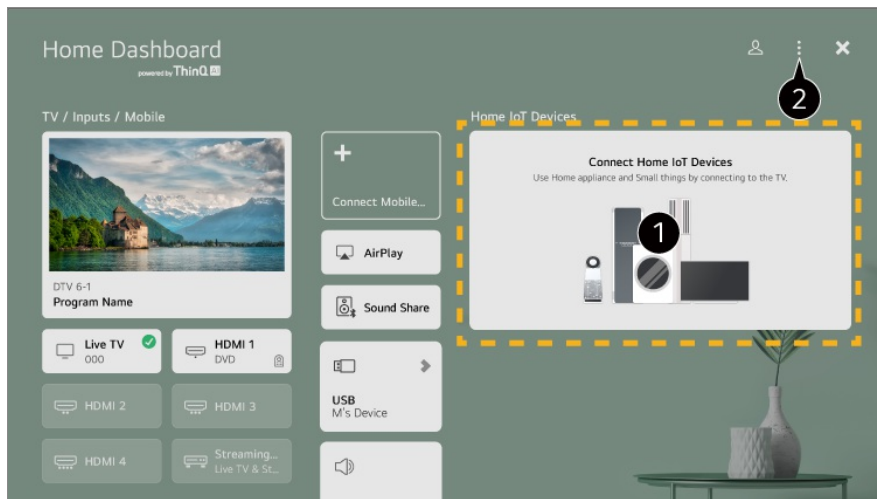 Home Dashboard
powered by ThinQ AI
2
TV / Inputs / Mobile
Home IoT Devices
DTV 6-1
Program Name
Live TV
000
HDMI 1
DVD
HDMI 2
HDMI 3
HDMI 4
Streaming...
Live TV & St...
+
Connect Mobile...
AirPlay
Sound Share
USB
M's Device
Connect Home IoT Devices
Use Home appliance and Small things by connecting to the TV.
1